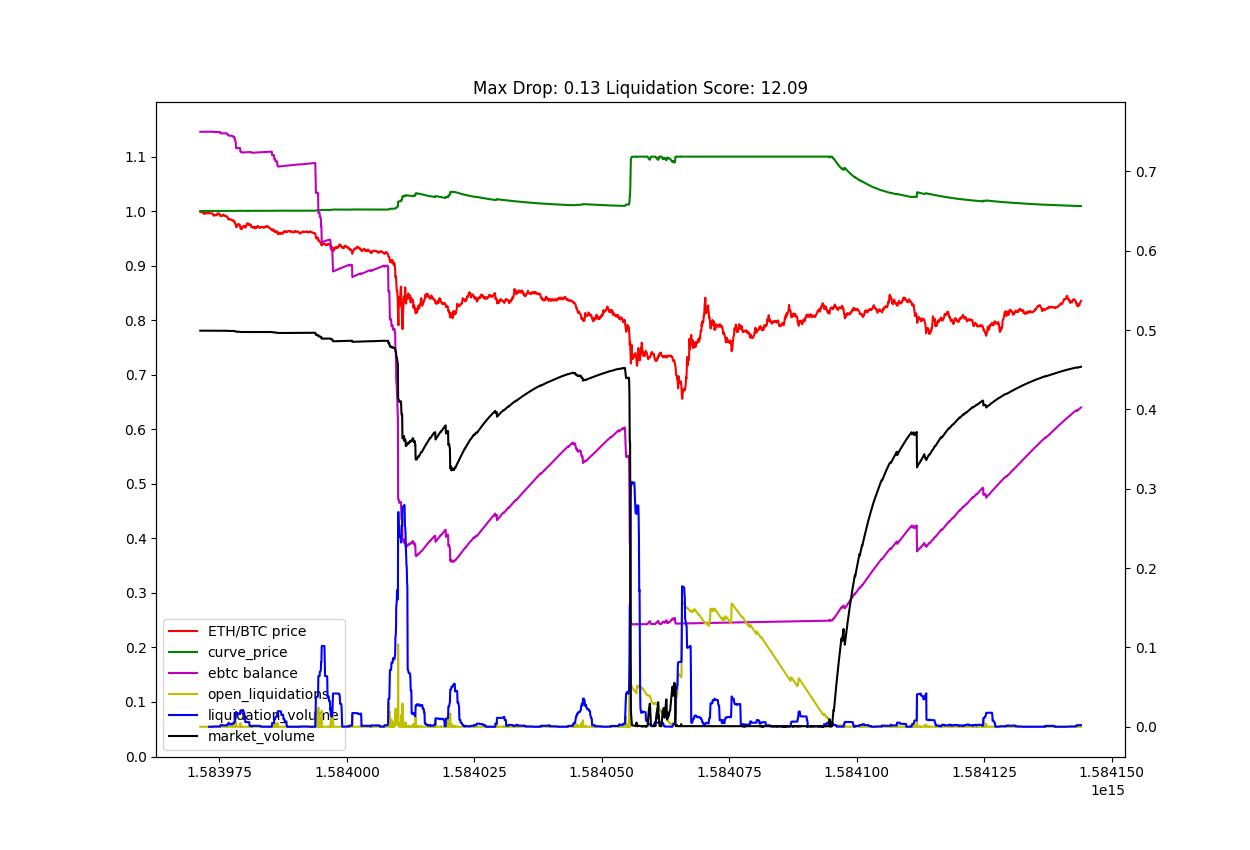 Max Drop: 0.13 Liquidation Score: 12.09
1.1
1.0
0.9
0.8
0.7
0.6
0.5
0.4
0.3
0.2
0.1
0.0
0.7
0.6
0.5
0.4
0.3
0.2
0.1
0.0
ETH/BTC price
curve_price
ebtc balance
open_liquidations
liquidation_volume
market_volume
1.583975 1.584000 1.584025 1.584050 1.584075 1.584100 1.584125 1.584150
1e15